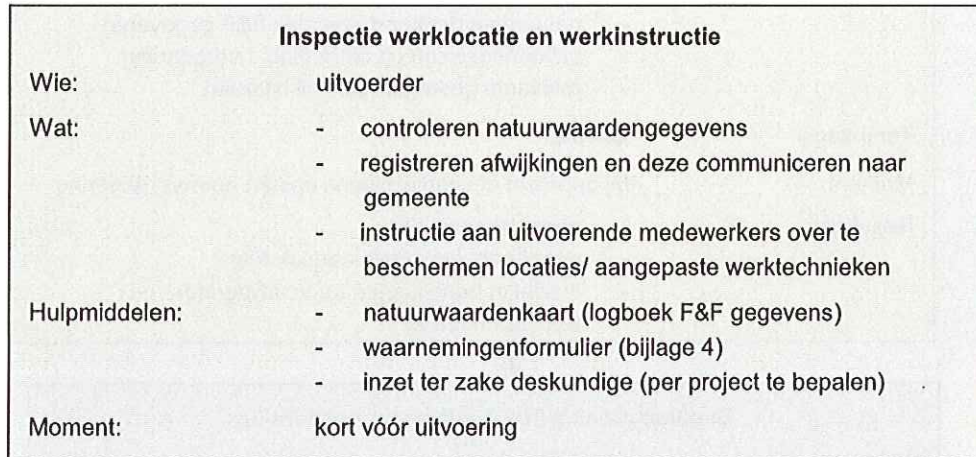 Inspectie werklocatie en werkinstructie
Wie: uitvoerder
Wat: - controleren natuurwaardengegevens
- registreren afwijkingen en deze communiceren naar
gemeente
- instructie aan uitvoerende medewerkers over te
beschermen locaties/ aangepaste werktechnieken
Hulpmiddelen: - natuurwaardenkaart (logboek F&F gegevens)
- waarnemingenformulier (bijlage 4)
- inzet ter zake deskundige (per project te bepalen)
Moment: kort vóór uitvoering